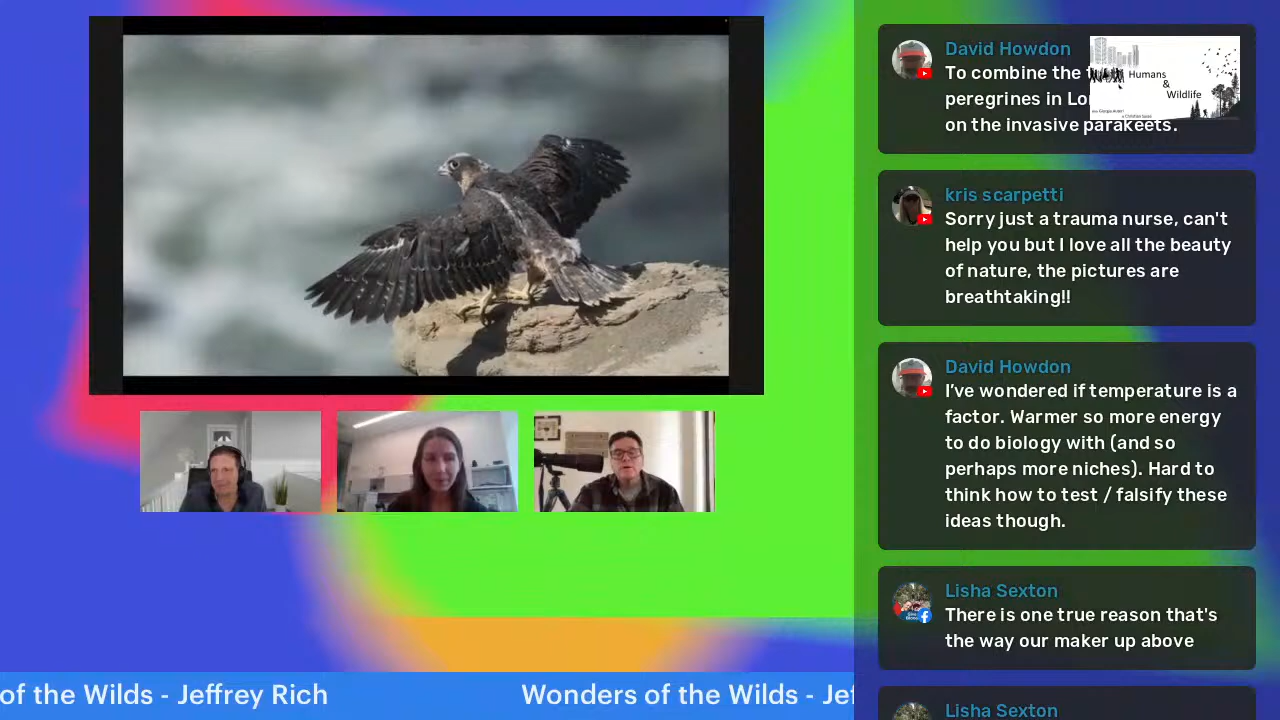 David Howdon
To combine the
peregrines in Lo
on the invasive parakeets.
Humans
&
Wildlife
kris scarpetti
Sorry just a trauma nurse, can't
help you but I love all the beauty
of nature, the pictures are
breathtaking!!
David Howdon
I've wondered if temperature is a
factor. Warmer so more energy
to do biology with (and so
perhaps more niches). Hard to
think how to test / falsify these
ideas though.
Lisha Sexton
There is one true reason that's
the way our maker up above
Lisha Sexton
of the Wilds - Jeffrey Rich
Wonders of the Wilds - Jef